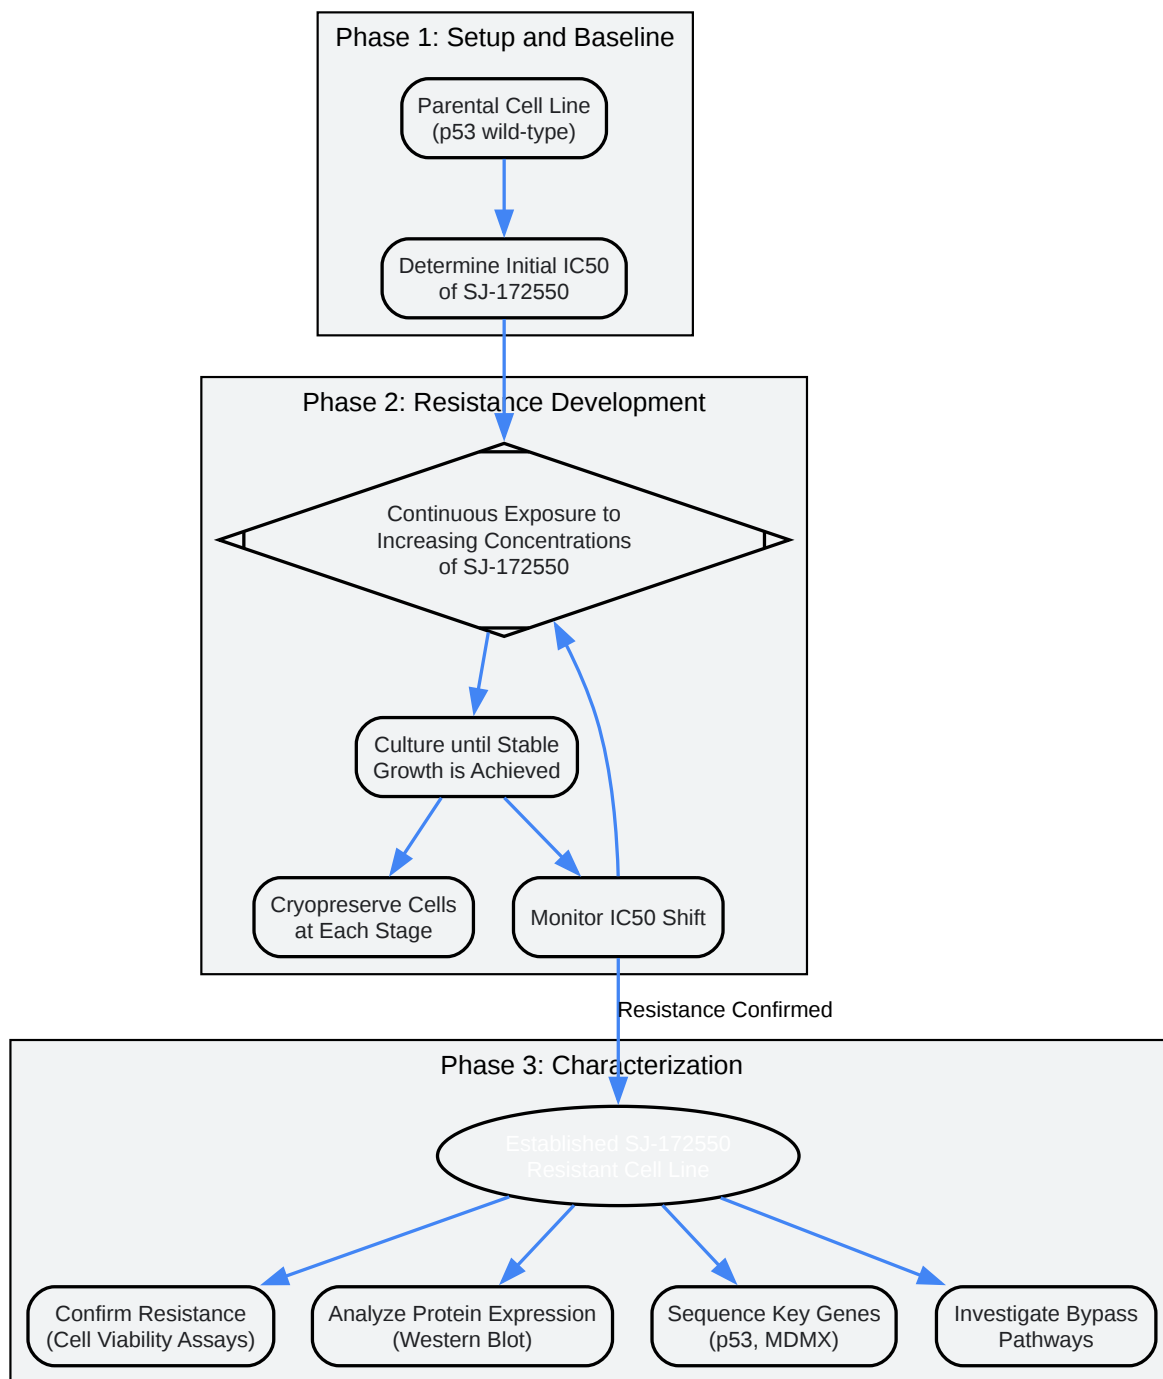 Phase 1: Setup and Baseline
Parental Cell Line
(p53 wild-type)
Determine Initial IC50
of SJ-172550
Phase 2: Resistance Development
Continuous Exposure to
Increasing Concentrations
of SJ-172550
Culture until Stable
Growth is Achieved
Cryopreserve Cells
at Each Stage
Monitor IC50 Shift
Resistance Confirmed
Phase 3: Characterization
Established SJ-172550
Resistant Cell Line
Confirm Resistance
(Cell Viability Assays)
Analyze Protein Expression
(Western Blot)
Sequence Key Genes
(p53, MDMX)
Investigate Bypass
Pathways